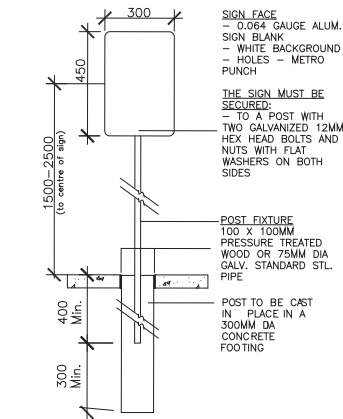 300
SIGN FACE
- 0.064 GAUGE ALUM.
SIGN BLANK
- WHITE BACKGROUND
- HOLES - METRO
PUNCH
450
THE SIGN MUST BE
SECURED:
- TO A POST WITH
TWO GALVANIZED 12MM
HEX HEAD BOLTS AND
NUTS WITH FLAT
WASHERS ON BOTH
SIDES
1500-2500
(to centre of sign)
POST FIXTURE
100 X 100MM
PRESSURE TREATED
WOOD OR 75MM DIA
GALV. STANDARD STL.
PIPE
400
Min.
POST TO BE CAST
IN PLACE IN A
300MM DA
CONCRETE
FOOTING
300
Min.